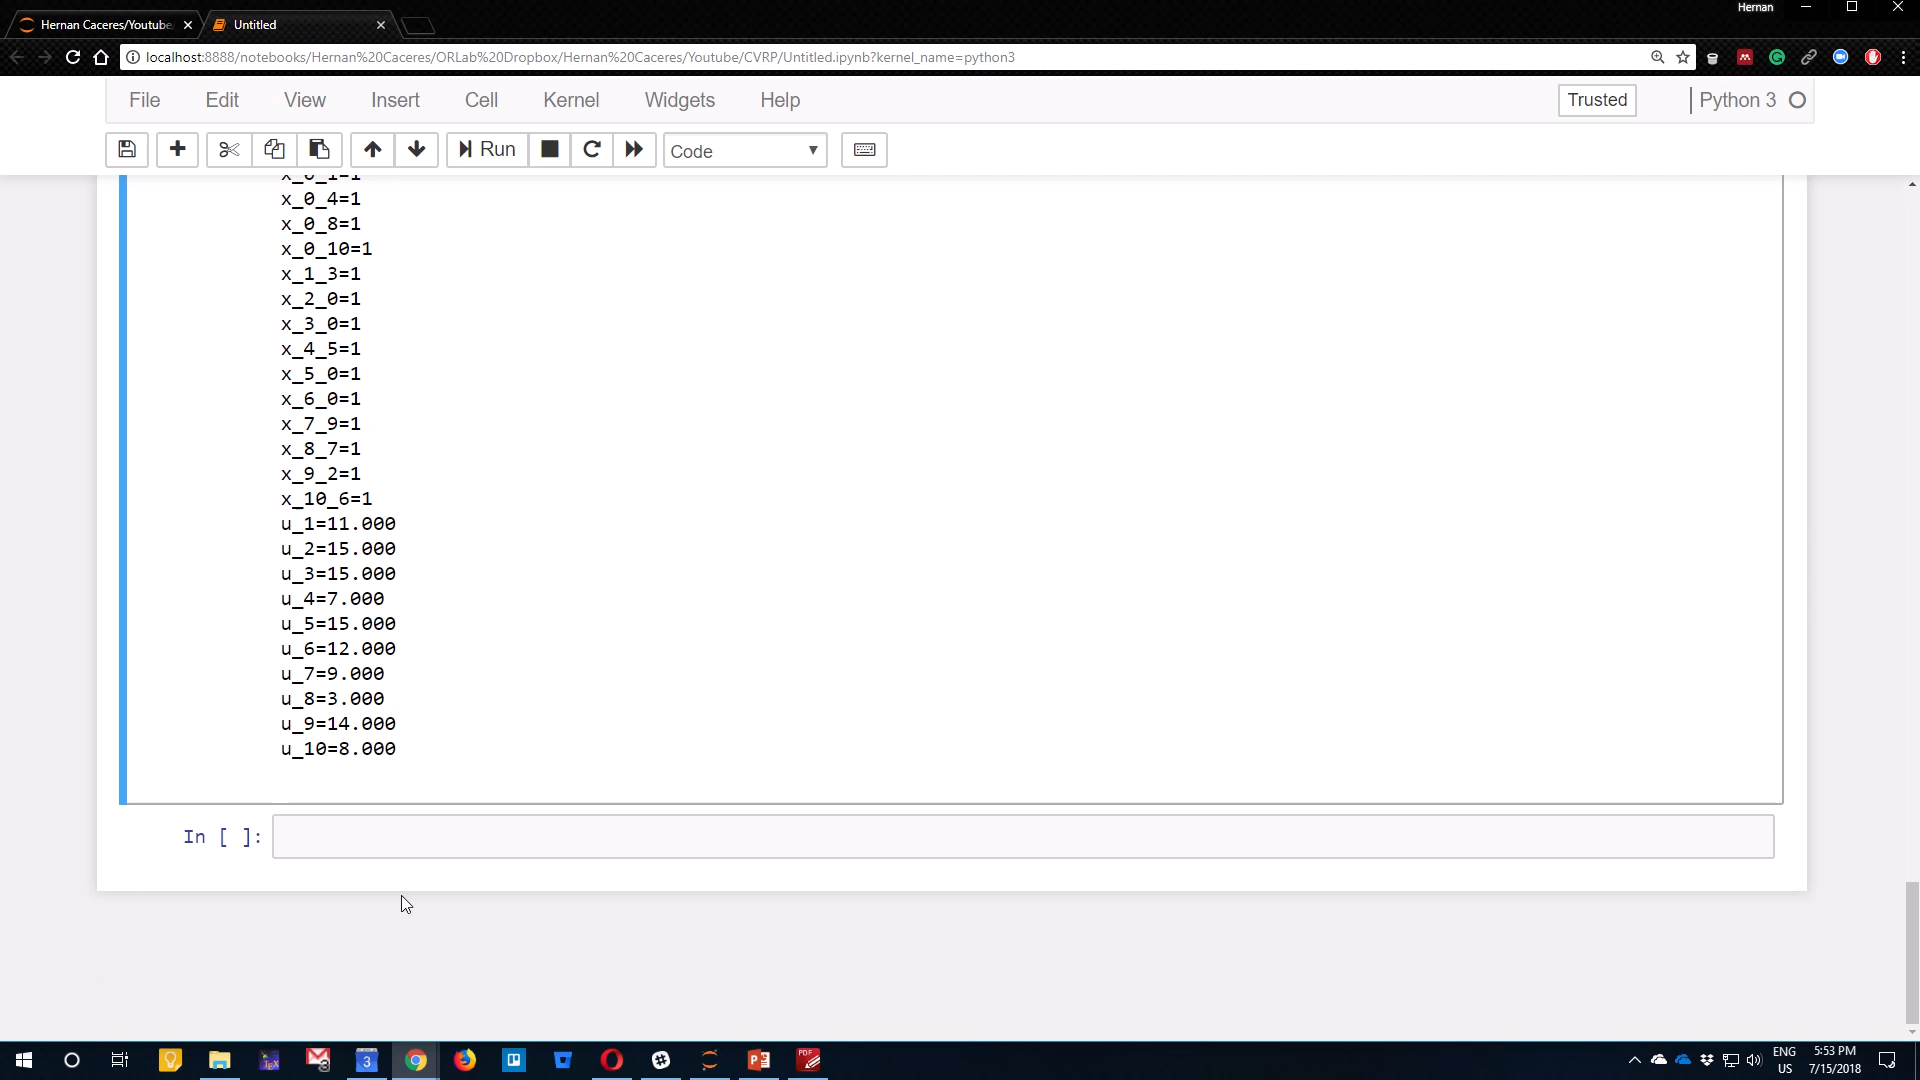 Hernan Caceres/Youtube
Untitled
Hernan
localhost:8888/notebooks/Hernan%20Caceres/ORLab%20Dropbox/Hernan%20Caceres/Youtube/CVRP/Untitled.ipynb?kernel_name=python3
File Edit View Insert Cell Kernel Widgets Help Trusted Python 3
Run Code
x_0_1=1
x_0_4=1
x_0_8=1
x_0_10=1
x_1_3=1
x_2_0=1
x_3_0=1
x_4_5=1
x_5_0=1
x_6_0=1
x_7_9=1
x_8_7=1
x_9_2=1
x_10_6=1
u_1=11.000
u_2=15.000
u_3=15.000
u_4=7.000
u_5=15.000
u_6=12.000
u_7=9.000
u_8=3.000
u_9=14.000
u_10=8.000
In [ ]:
ENG
US
5:53 PM
7/15/2018